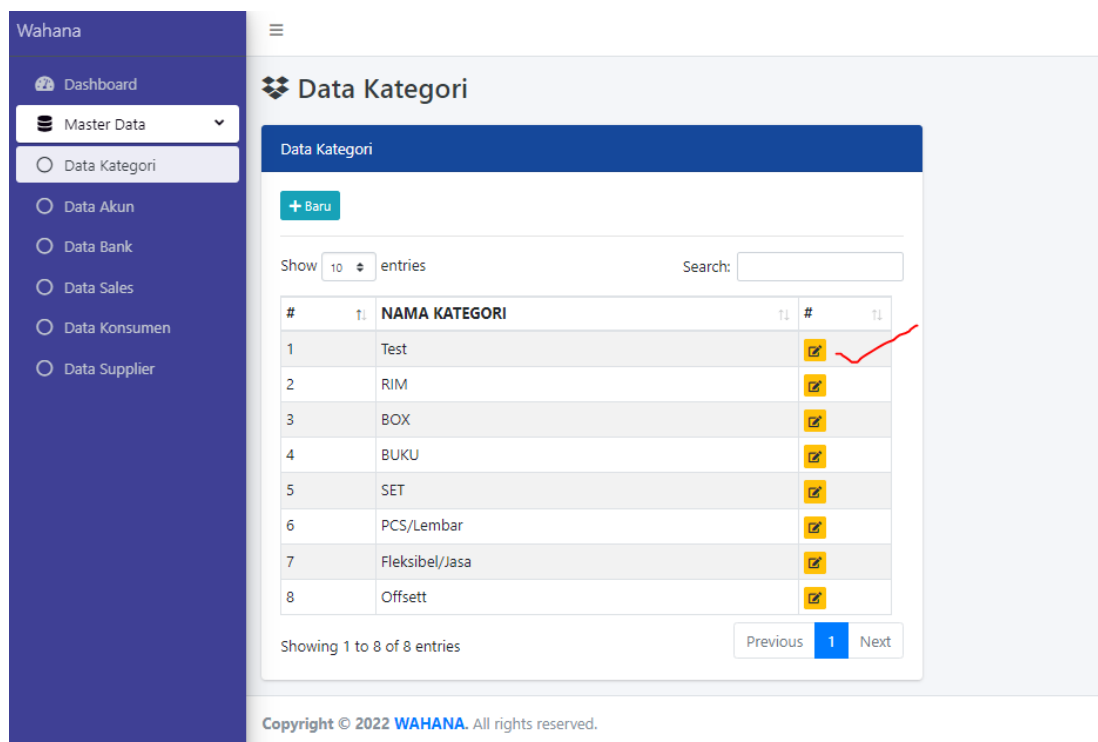 Wahana
Dashboard
Master Data
Data Kategori
Data Akun
Data Bank
Data Sales
Data Konsumen
Data Supplier
Data Kategori
Data Kategori
+ Baru
Show 10 entries Search:
# NAMA KATEGORI #
1 Test
2 RIM
3 BOX
4 BUKU
5 SET
6 PCS/Lembar
7 Fleksibel/Jasa
8 Offsett
Showing 1 to 8 of 8 entries Previous 1 Next
Copyright © 2022 WAHANA. All rights reserved.